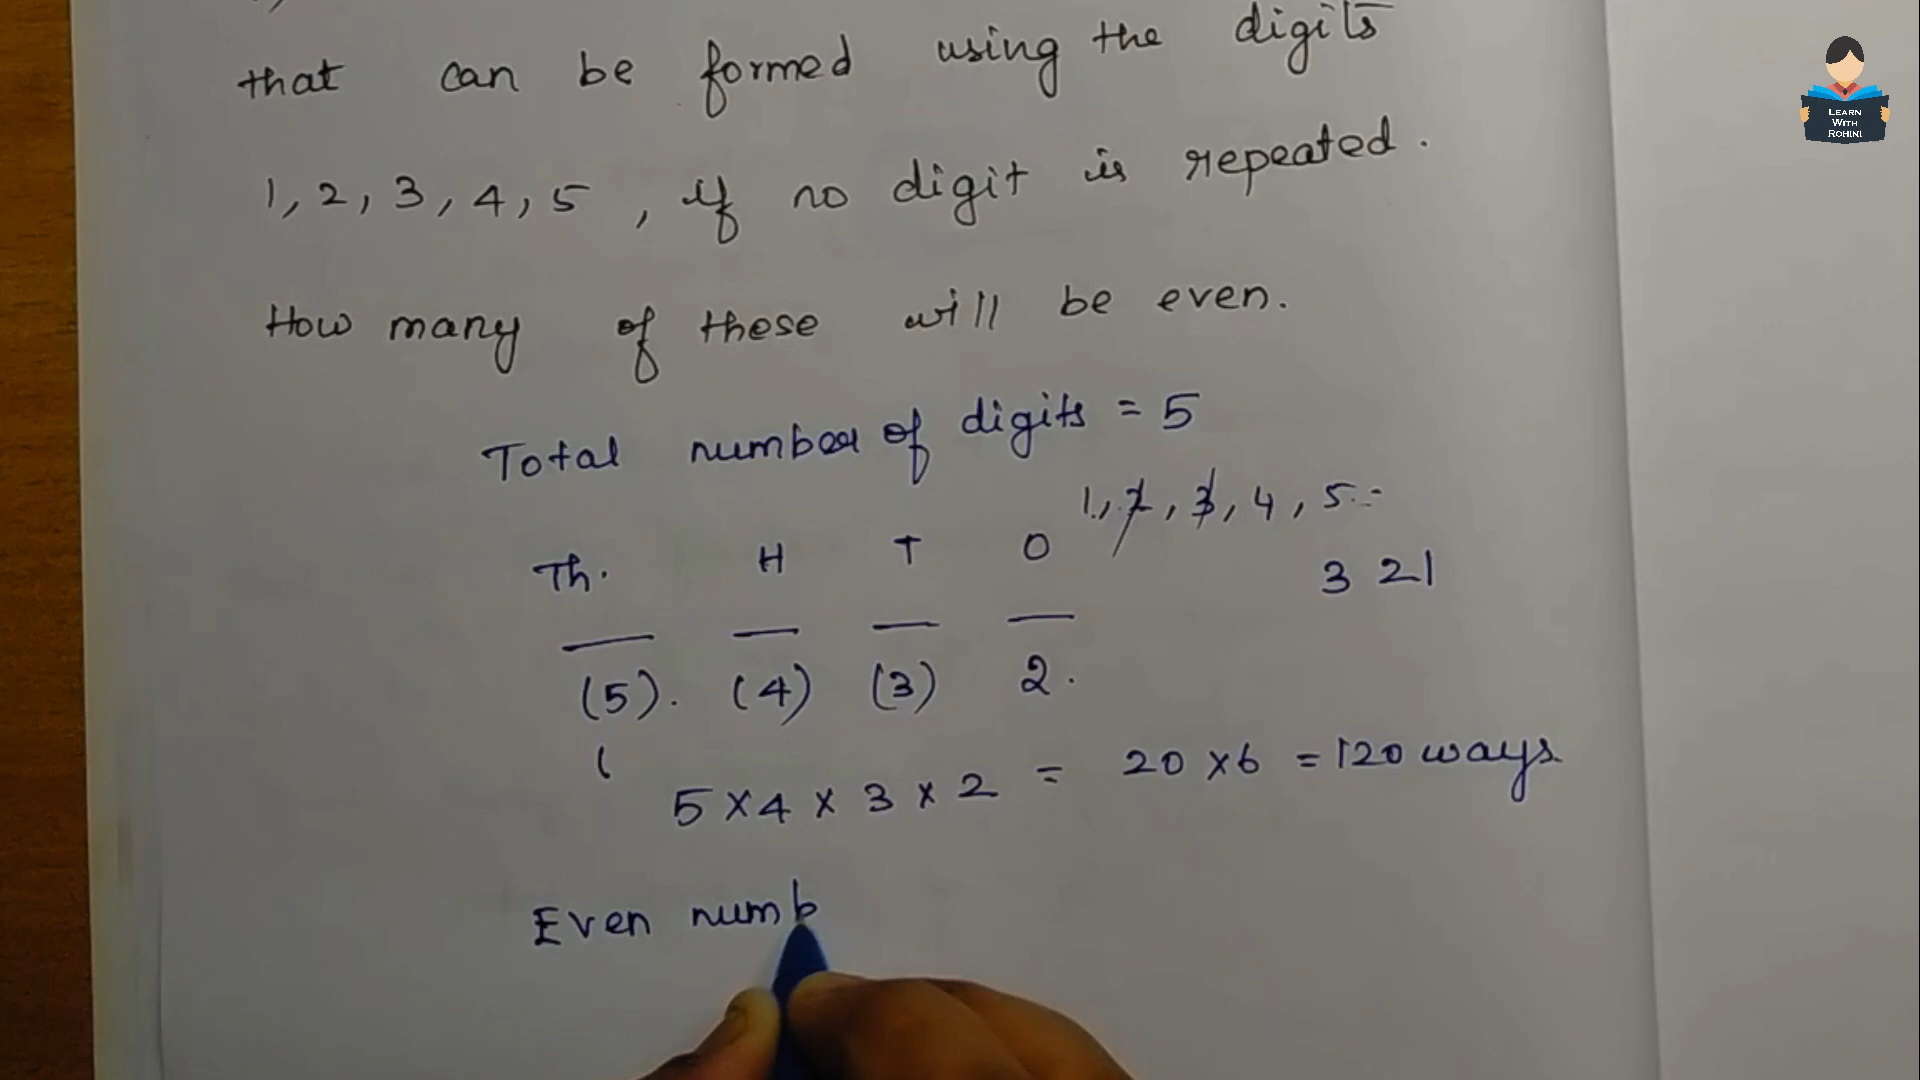 that can be formed using the digits
1, 2, 3, 4, 5, if no digit is repeated.
How many of these will be even.
Total number of digits = 5
1, 2, 3, 4, 5
Th. H T O
3 21
(5). (4) (3) 2.
(
5 × 4 × 3 × 2 = 20 × 6 = 120 ways
Even numb
LEARN
WITH
ROHINI